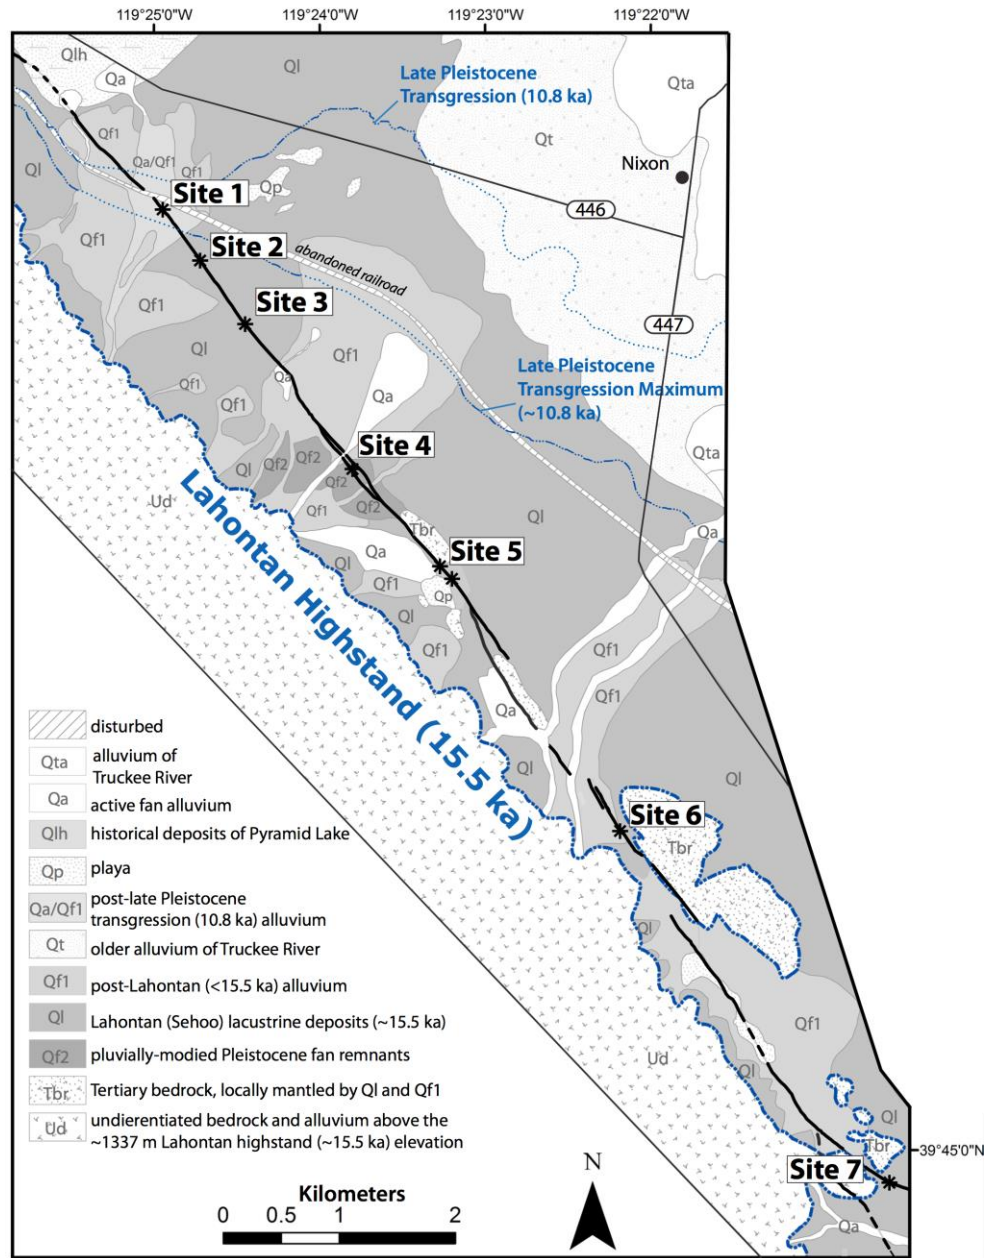 119°25'0"W
119°24'0"W
119°23'0"W
119°22'0"W
Qlh
Qa
Ql
Late Pleistocene
Transgression (10.8 ka)
Qta
Qf1
Qt
Qa/Qf1
Ql
Qf1
Qp
Nixon
Site 1
446
Qf1
Site 2
abandoned railroad
Qf1
Site 3
447
Ql
Qf1
Late Pleistocene
Transgression Maximum
(~10.8 ka)
Qa
Qf1
Qa
Qf1
Site 4
Qta
Ql
Qf2
Qf2
Qf2
Ud
Qf1
Qf2
Ql
Tbr
Qa
Lahontan Highstand (15.5 ka)
Qa
Site 5
Ql
Qf1
Qp
Ql
Qf1
Qf1
Qf1
Qa
Ql
Ql
Site 6
Tbr
Ql
Qf1
Ud
Ql
Ql
Tbr
39°45'0"N
Site 7
Qa
disturbed
Qta
alluvium of
Truckee River
Qa
active fan alluvium
Qlh
historical deposits of Pyramid Lake
Qp
playa
Qa/Qf1
post-late Pleistocene
transgression (10.8 ka) alluvium
Qt
older alluvium of Truckee River
Qf1
post-Lahontan (<15.5 ka) alluvium
Ql
Lahontan (Sehoo) lacustrine deposits (~15.5 ka)
Qf2
pluvially-modied Pleistocene fan remnants
Tbr
Tertiary bedrock, locally mantled by Ql and Qf1
Ud
undierentiated bedrock and alluvium above the
~1337 m Lahontan highstand (~15.5 ka) elevation
Kilometers
0 0.5 1 2
N